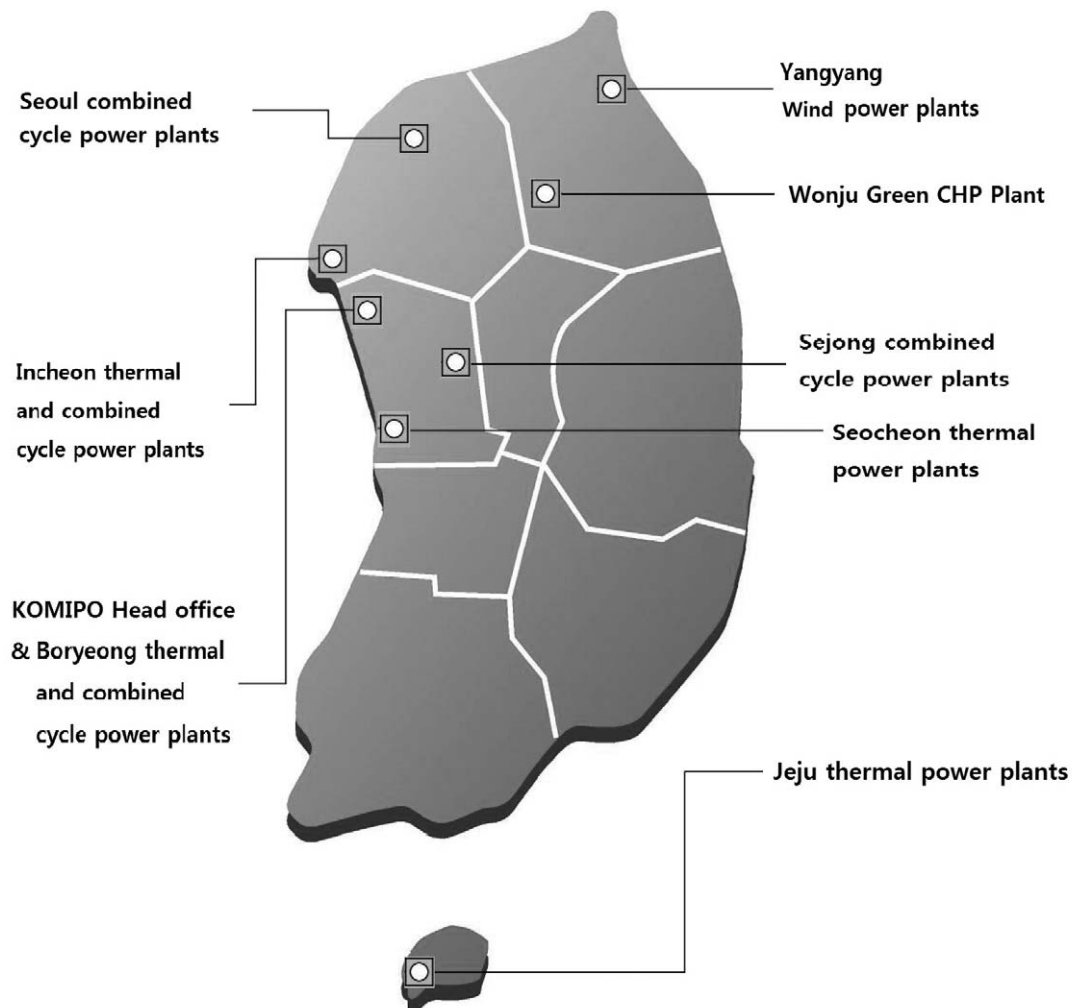 Seoul combined
cycle power plants
Yangyang
Wind power plants
Wonju Green CHP Plant
Incheon thermal
and combined
cycle power plants
Sejong combined
cycle power plants
Seocheon thermal
power plants
KOMIPO Head office
& Boryeong thermal
and combined
cycle power plants
Jeju thermal power plants